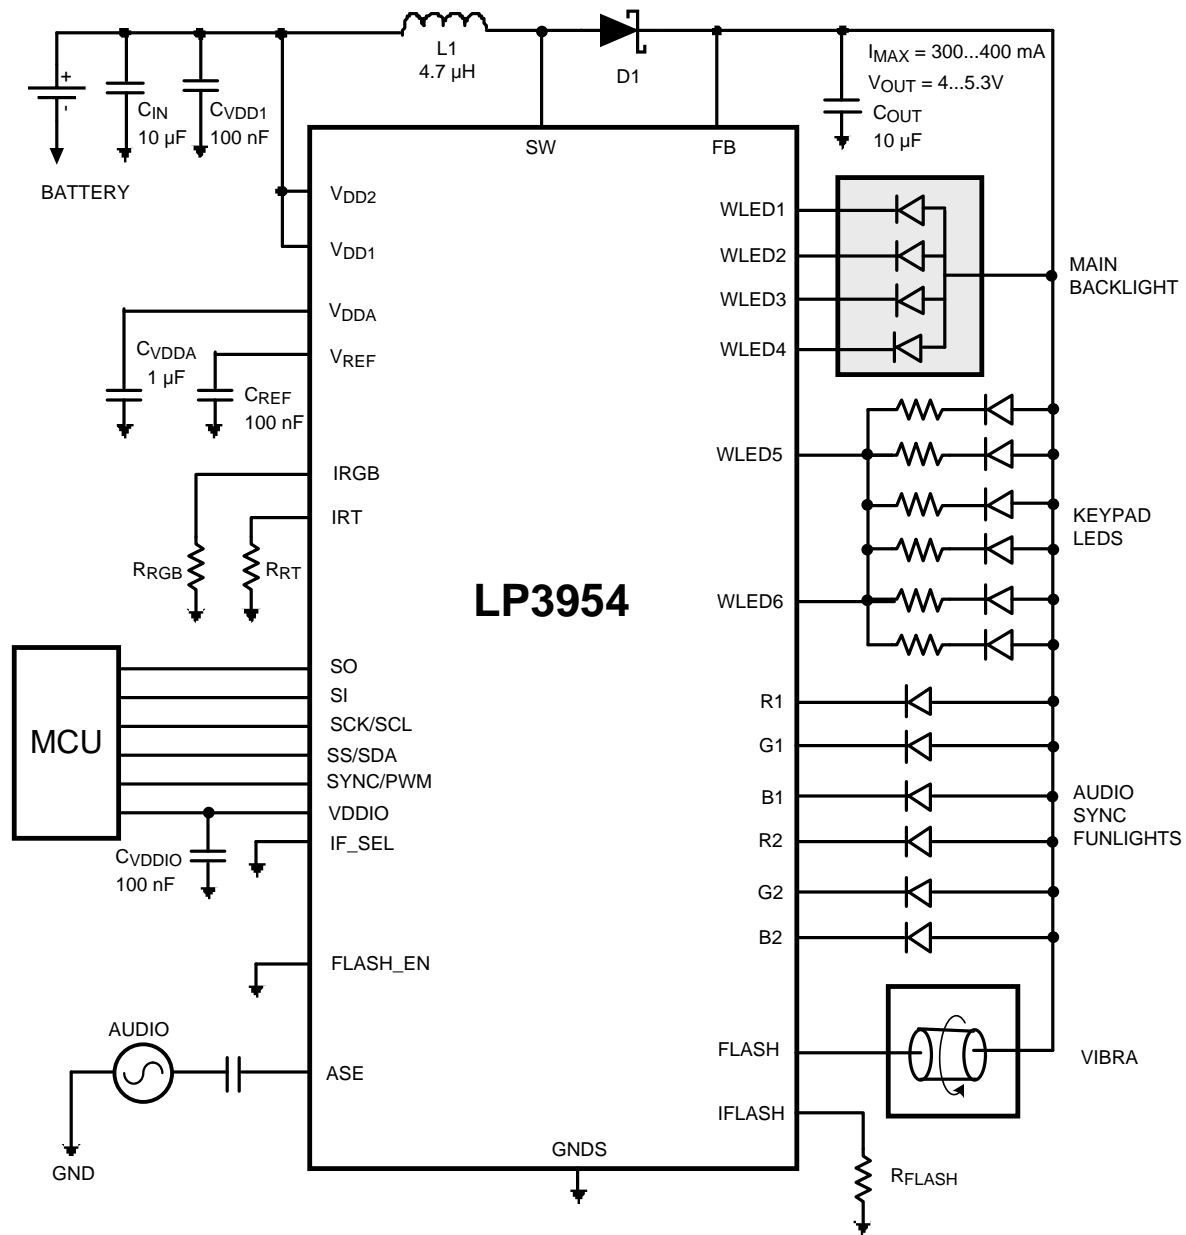 L1
4.7 µH
D1
IMAX = 300...400 mA
VOUT = 4...5.3V
COUT
10 µF
+
-
CIN
10 µF
CVDD1
100 nF
BATTERY
SW
FB
VDD2
VDD1
VDDA
VREF
CVDDA
1 µF
CREF
100 nF
IRGB
IRT
RRGB
RRT
LP3954
WLED1
WLED2
WLED3
WLED4
MAIN
BACKLIGHT
WLED5
WLED6
KEYPAD
LEDS
MCU
SO
SI
SCK/SCL
SS/SDA
SYNC/PWM
VDDIO
IF_SEL
CVDDIO
100 nF
R1
G1
B1
R2
G2
B2
AUDIO
SYNC
FUNLIGHTS
FLASH_EN
AUDIO
ASE
GND
FLASH
VIBRA
IFLASH
RFLASH
GNDS